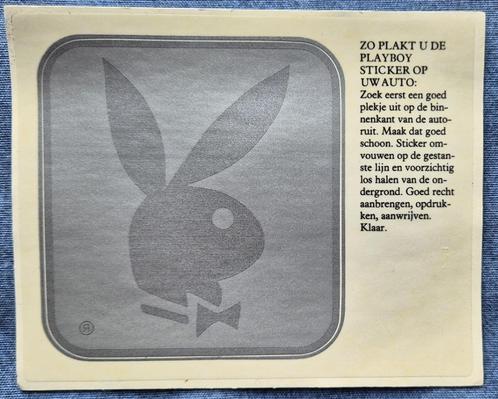 ZO PLAKT U DE
PLAYBOY
STICKER OP
UW AUTO:
Zoek eerst een goed
plekje uit op de bin-
nenkant van de auto-
ruit. Maak dat goed
schoon. Sticker om-
vouwen op de gestan-
ste lijn en voorzichtig
los halen van de on-
dergrond. Goed recht
aanbrengen, opdruk-
ken, aanwrijven.
Klaar.
®